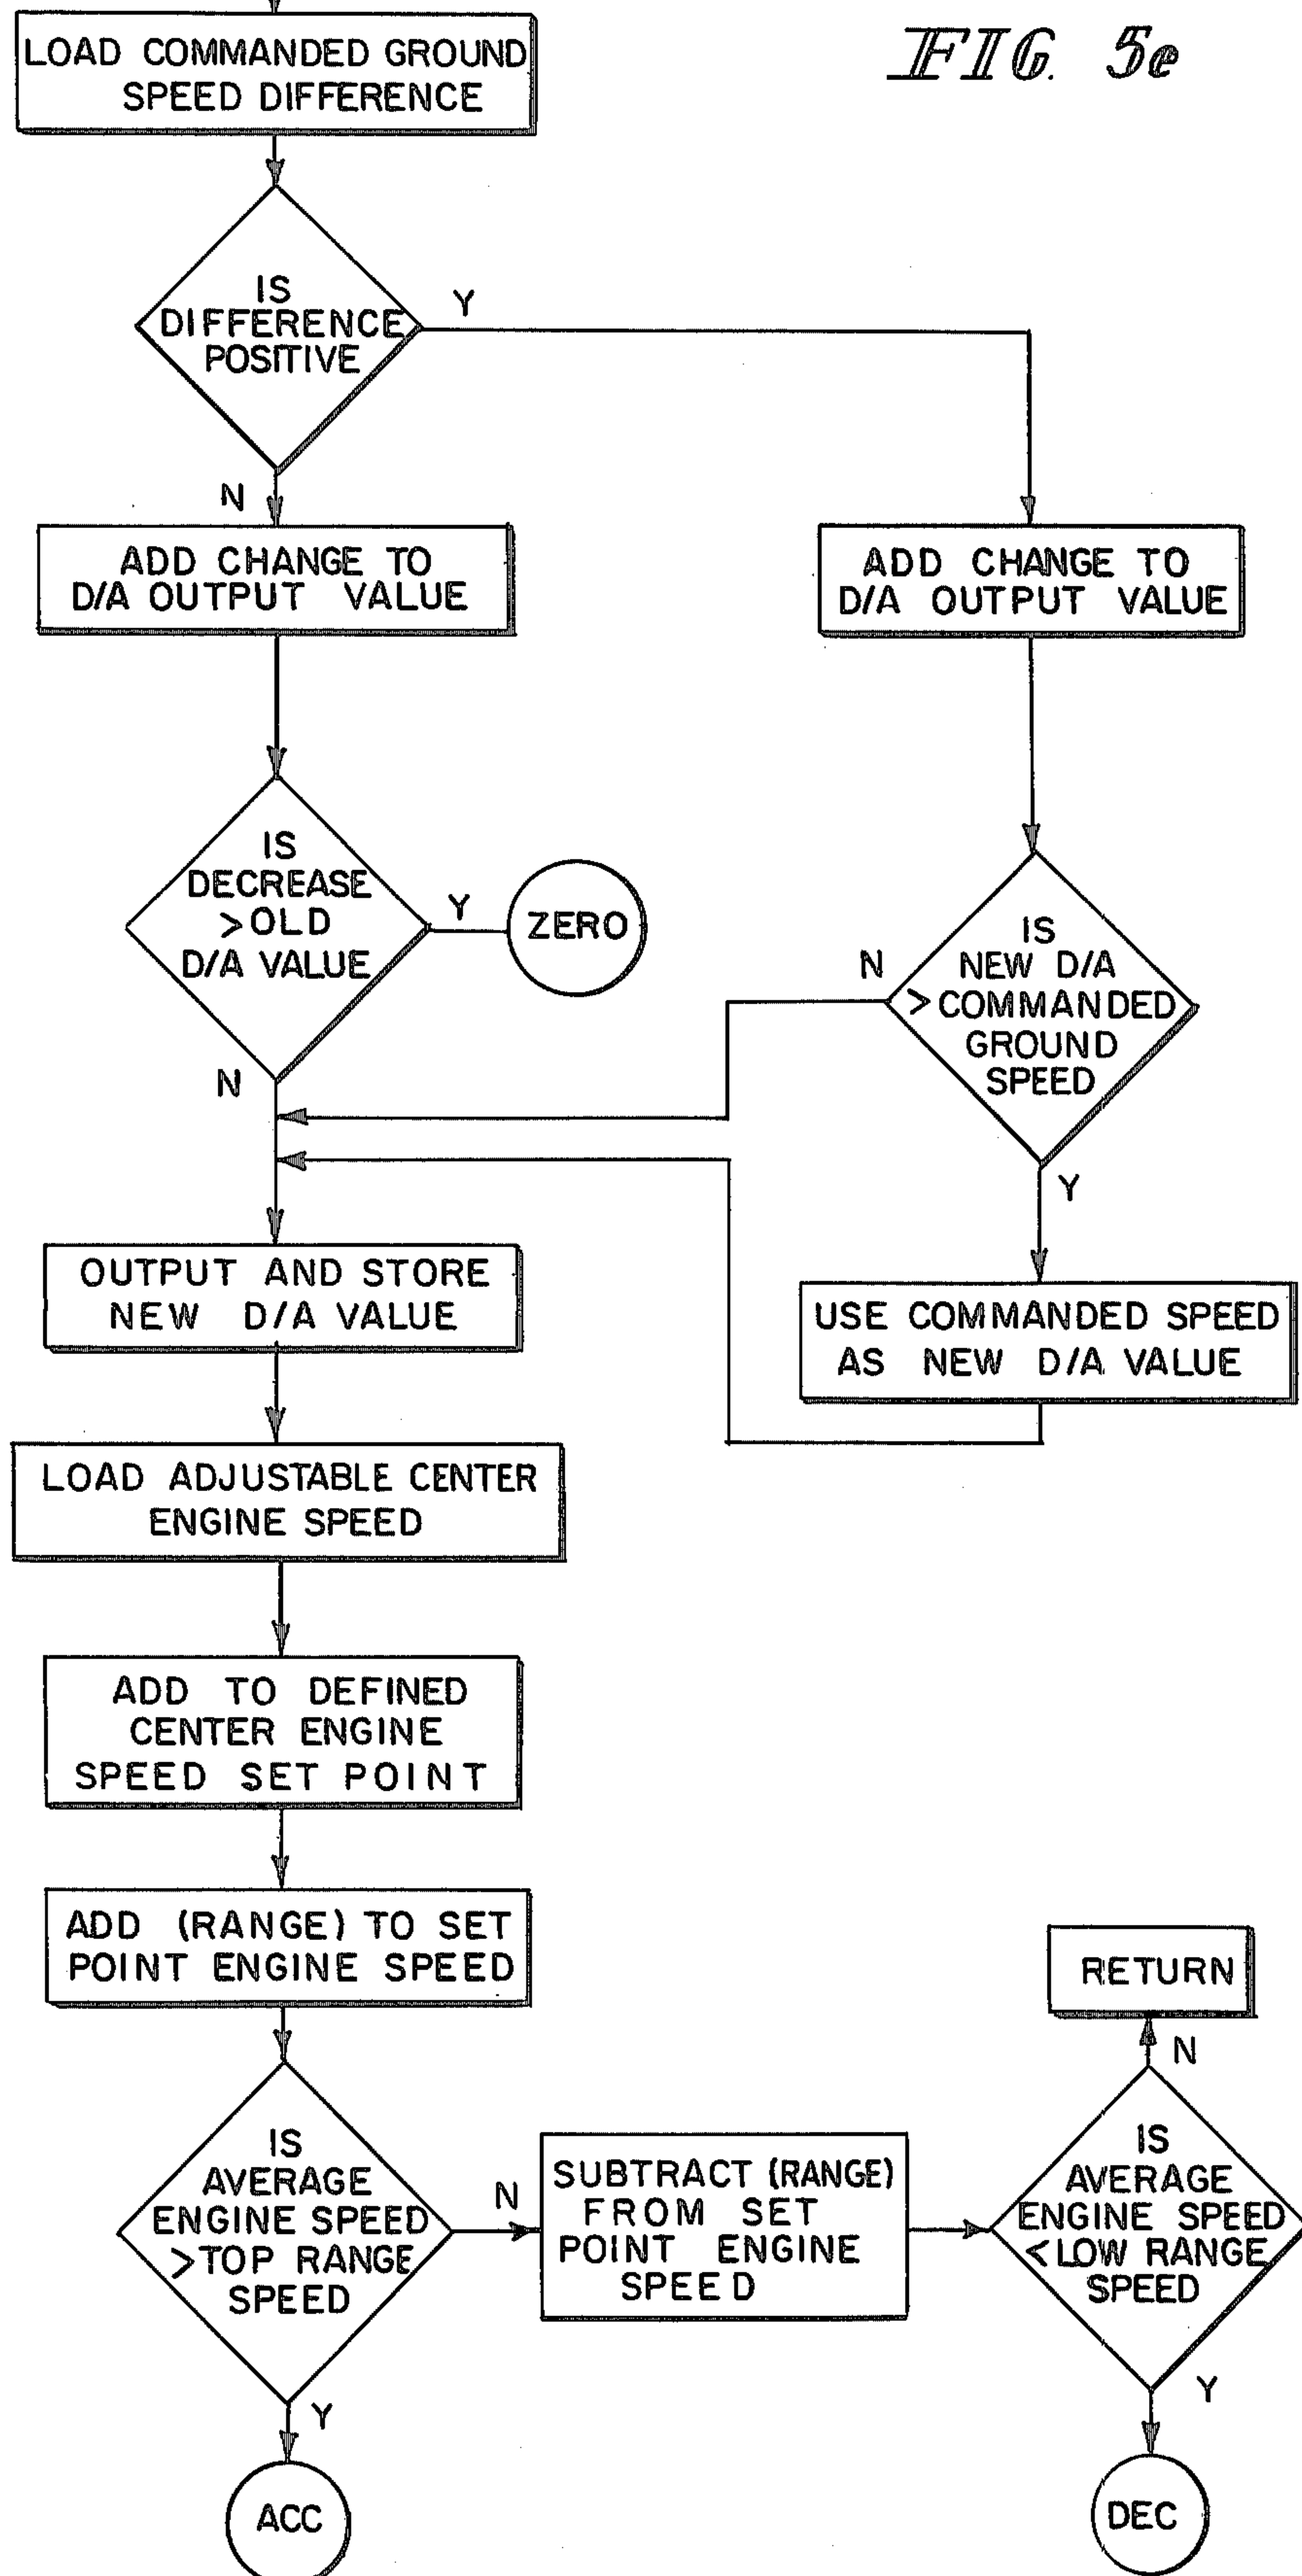 FIG. 5e
LOAD COMMANDED GROUND
SPEED DIFFERENCE
IS
DIFFERENCE
POSITIVE
Y
N
ADD CHANGE TO
D/A OUTPUT VALUE
ADD CHANGE TO
D/A OUTPUT VALUE
IS
DECREASE
>OLD
D/A VALUE
Y
ZERO
N
IS
NEW D/A
>COMMANDED
GROUND
SPEED
N
Y
OUTPUT AND STORE
NEW D/A VALUE
USE COMMANDED SPEED
AS NEW D/A VALUE
LOAD ADJUSTABLE CENTER
ENGINE SPEED
ADD TO DEFINED
CENTER ENGINE
SPEED SET POINT
ADD (RANGE) TO SET
POINT ENGINE SPEED
IS
AVERAGE
ENGINE SPEED
>TOP RANGE
SPEED
N
SUBTRACT (RANGE)
FROM SET
POINT ENGINE
SPEED
RETURN
N
IS
AVERAGE
ENGINE SPEED
<LOW RANGE
SPEED
Y
ACC
Y
DEC